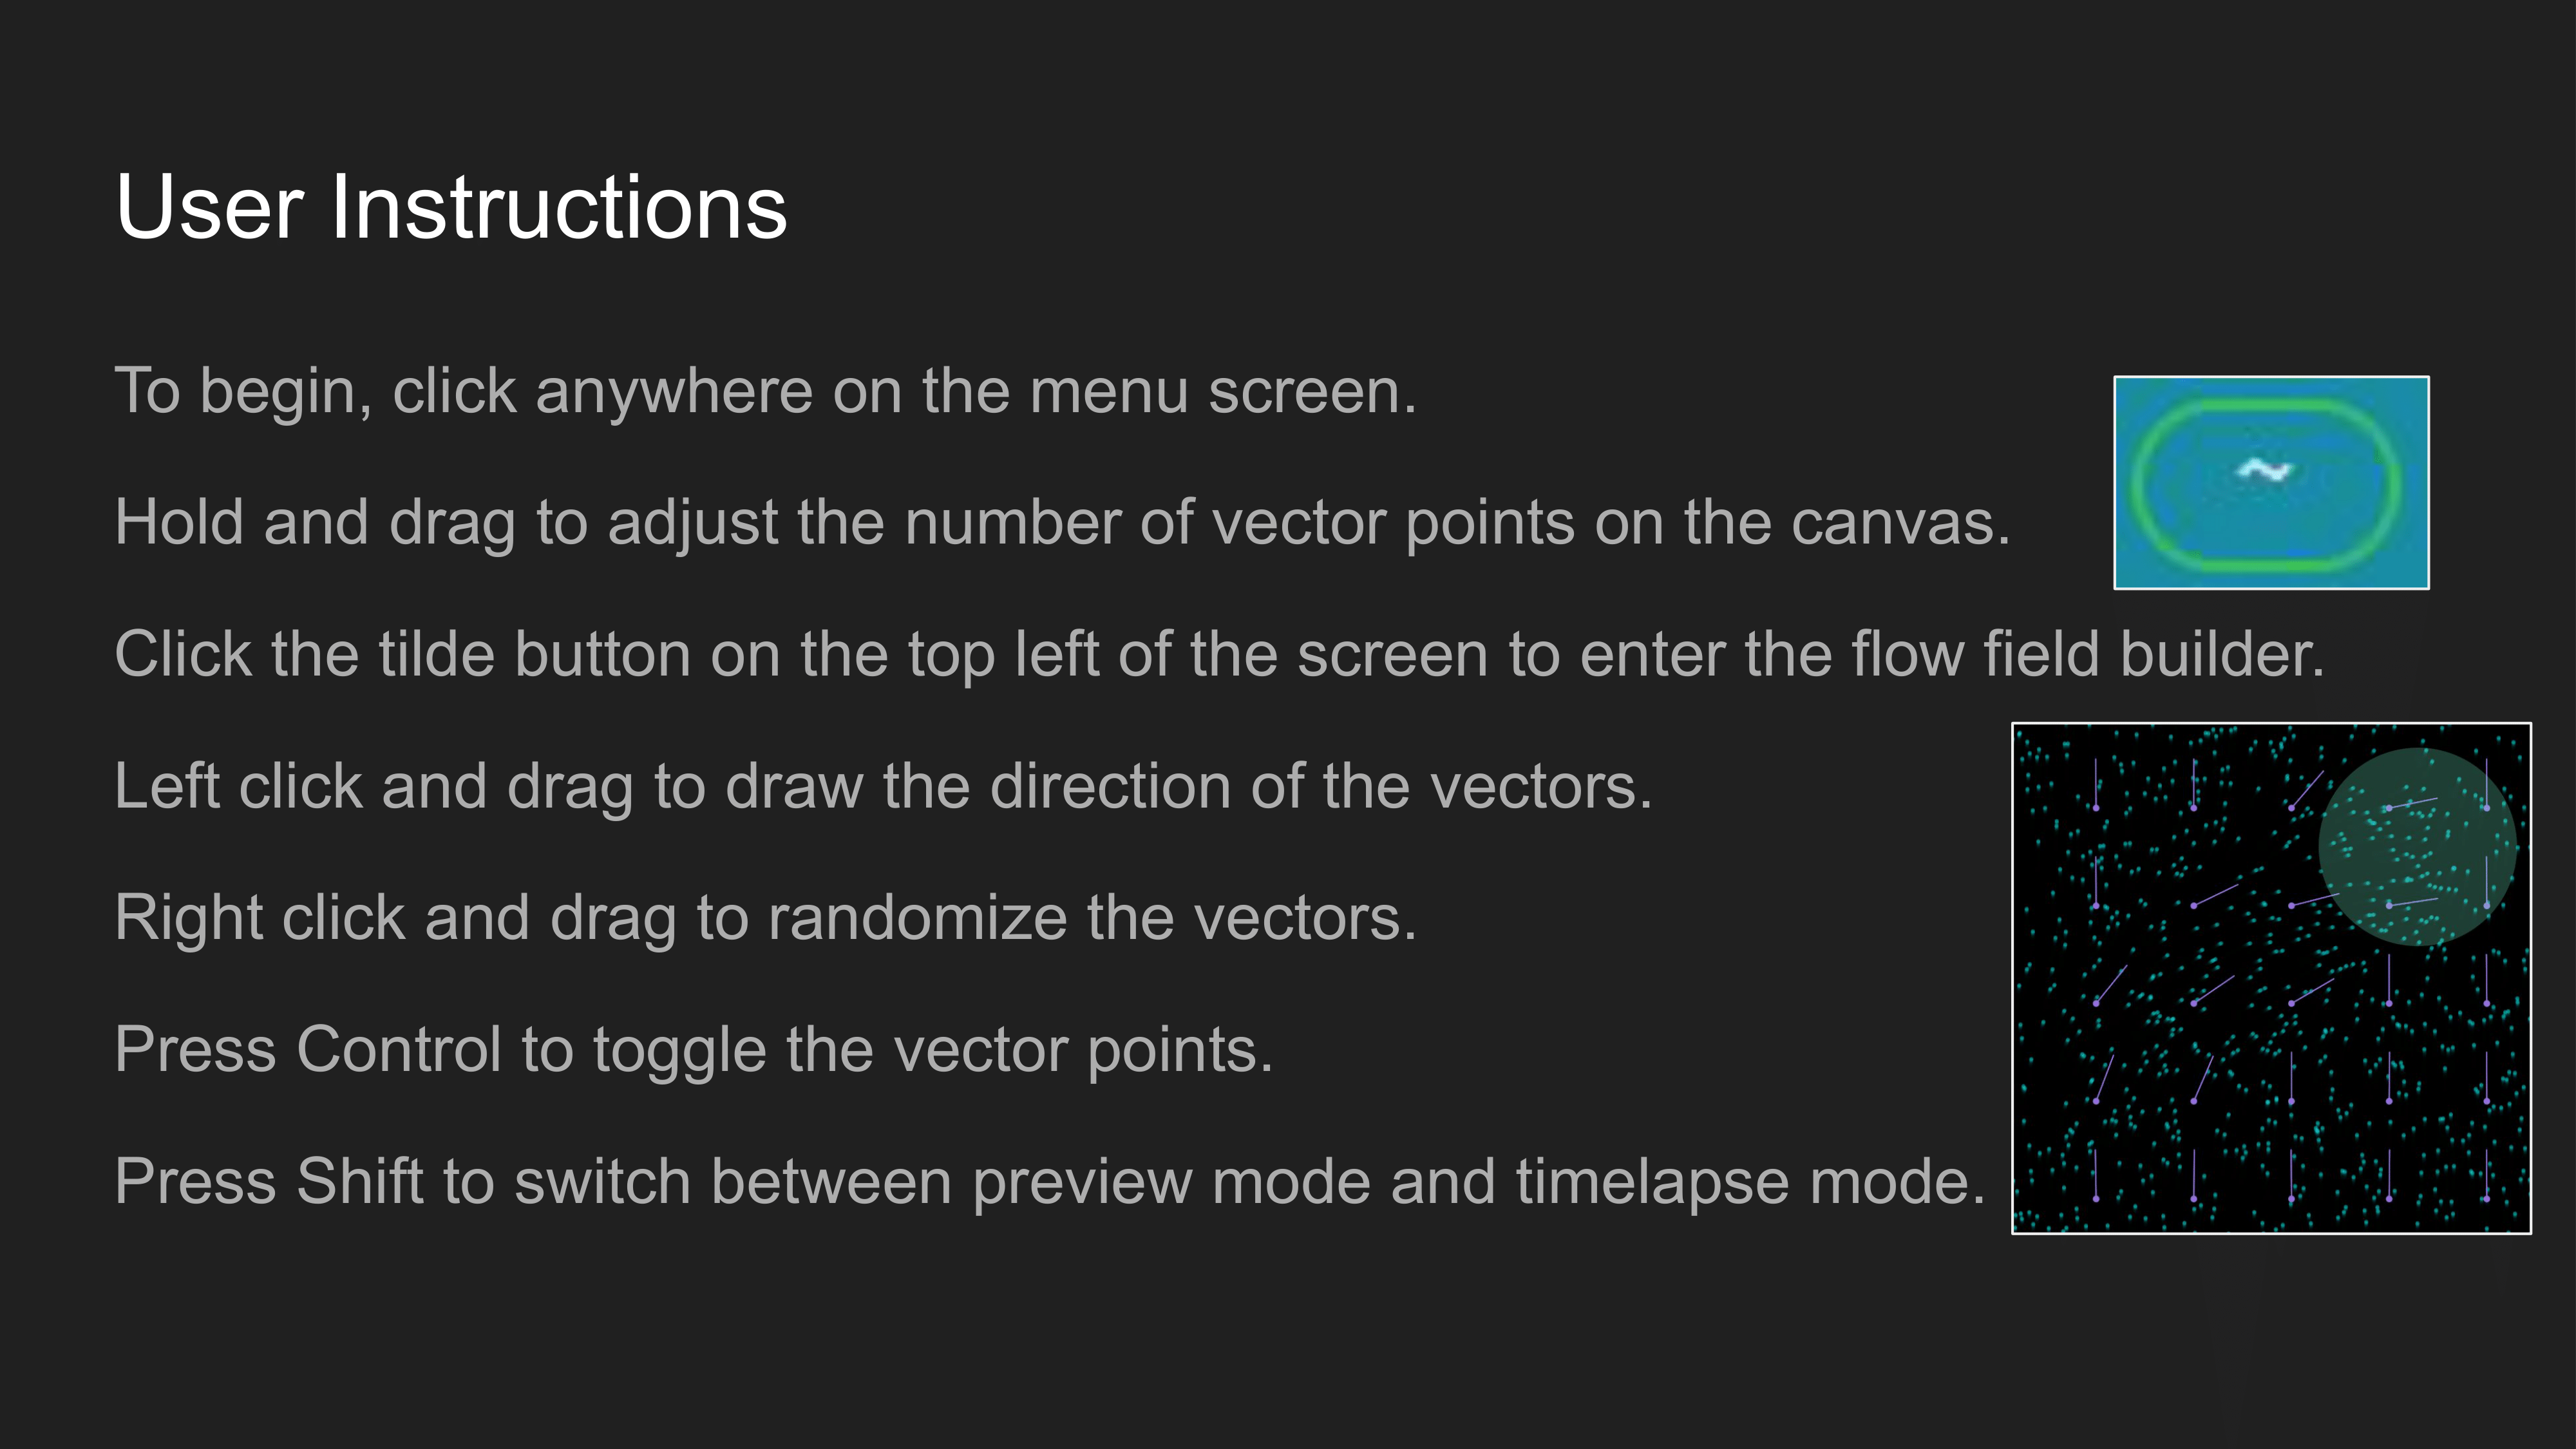 User Instructions
To begin, click anywhere on the menu screen.
Hold and drag to adjust the number of vector points on the canvas.
~
Click the tilde button on the top left of the screen to enter the flow field builder.
Left click and drag to draw the direction of the vectors.
Right click and drag to randomize the vectors.
Press Control to toggle the vector points.
Press Shift to switch between preview mode and timelapse mode.